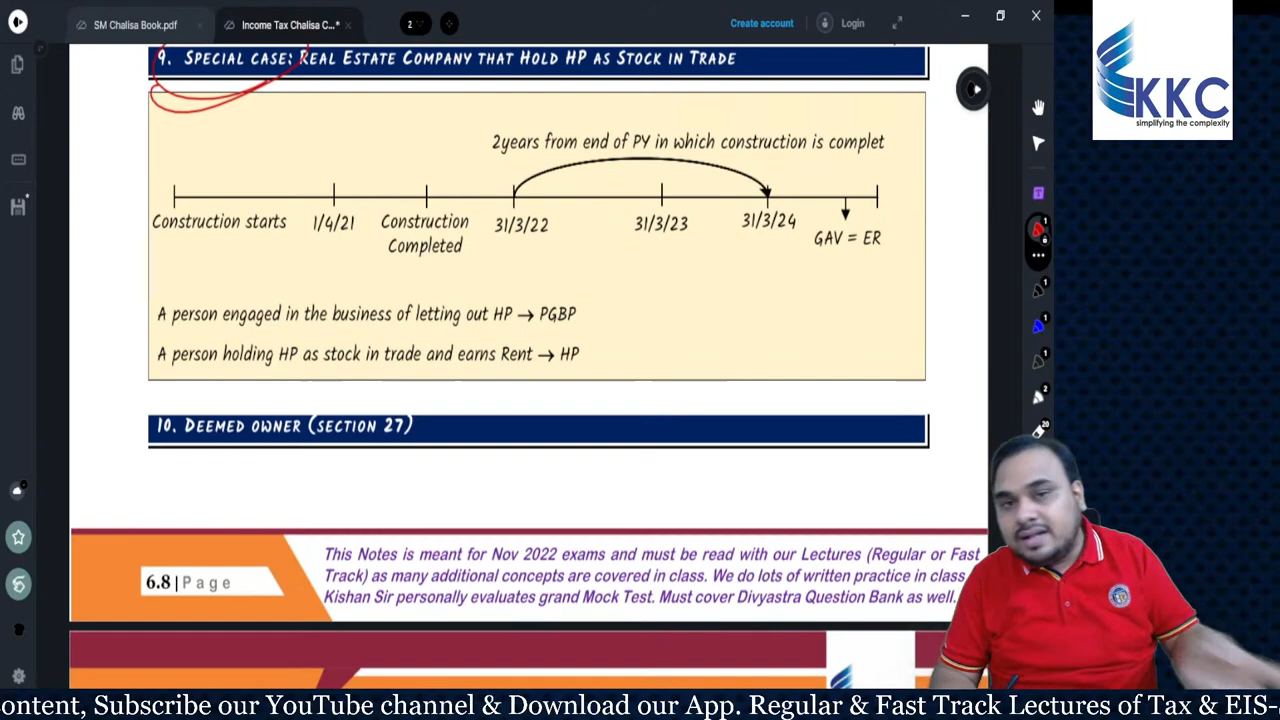 SM Chalisa Book.pdf
Income Tax Chalisa C...*
2
Create account
Login
KKC
simplifying the complexity
9. SPECIAL CASE: REAL ESTATE COMPANY THAT HOLD HP AS STOCK IN TRADE
2years from end of PY in which construction is complet
Construction starts
1/4/21
Construction
Completed
31/3/22
31/3/23
31/3/24
GAV = ER
A person engaged in the business of letting out HP → PGBP
A person holding HP as stock in trade and earns Rent → HP
10. DEEMED OWNER (SECTION 27)
This Notes is meant for Nov 2022 exams and must be read with our Lectures (Regular or Fast
Track) as many additional concepts are covered in class. We do lots of written practice in class
Kishan Sir personally evaluates grand Mock Test. Must cover Divyastra Question Bank as well.
6.8 | Page
1
1
1
1
2
20
ontent, Subscribe our YouTube channel & Download our App. Regular & Fast Track Lectures of Tax & EIS-